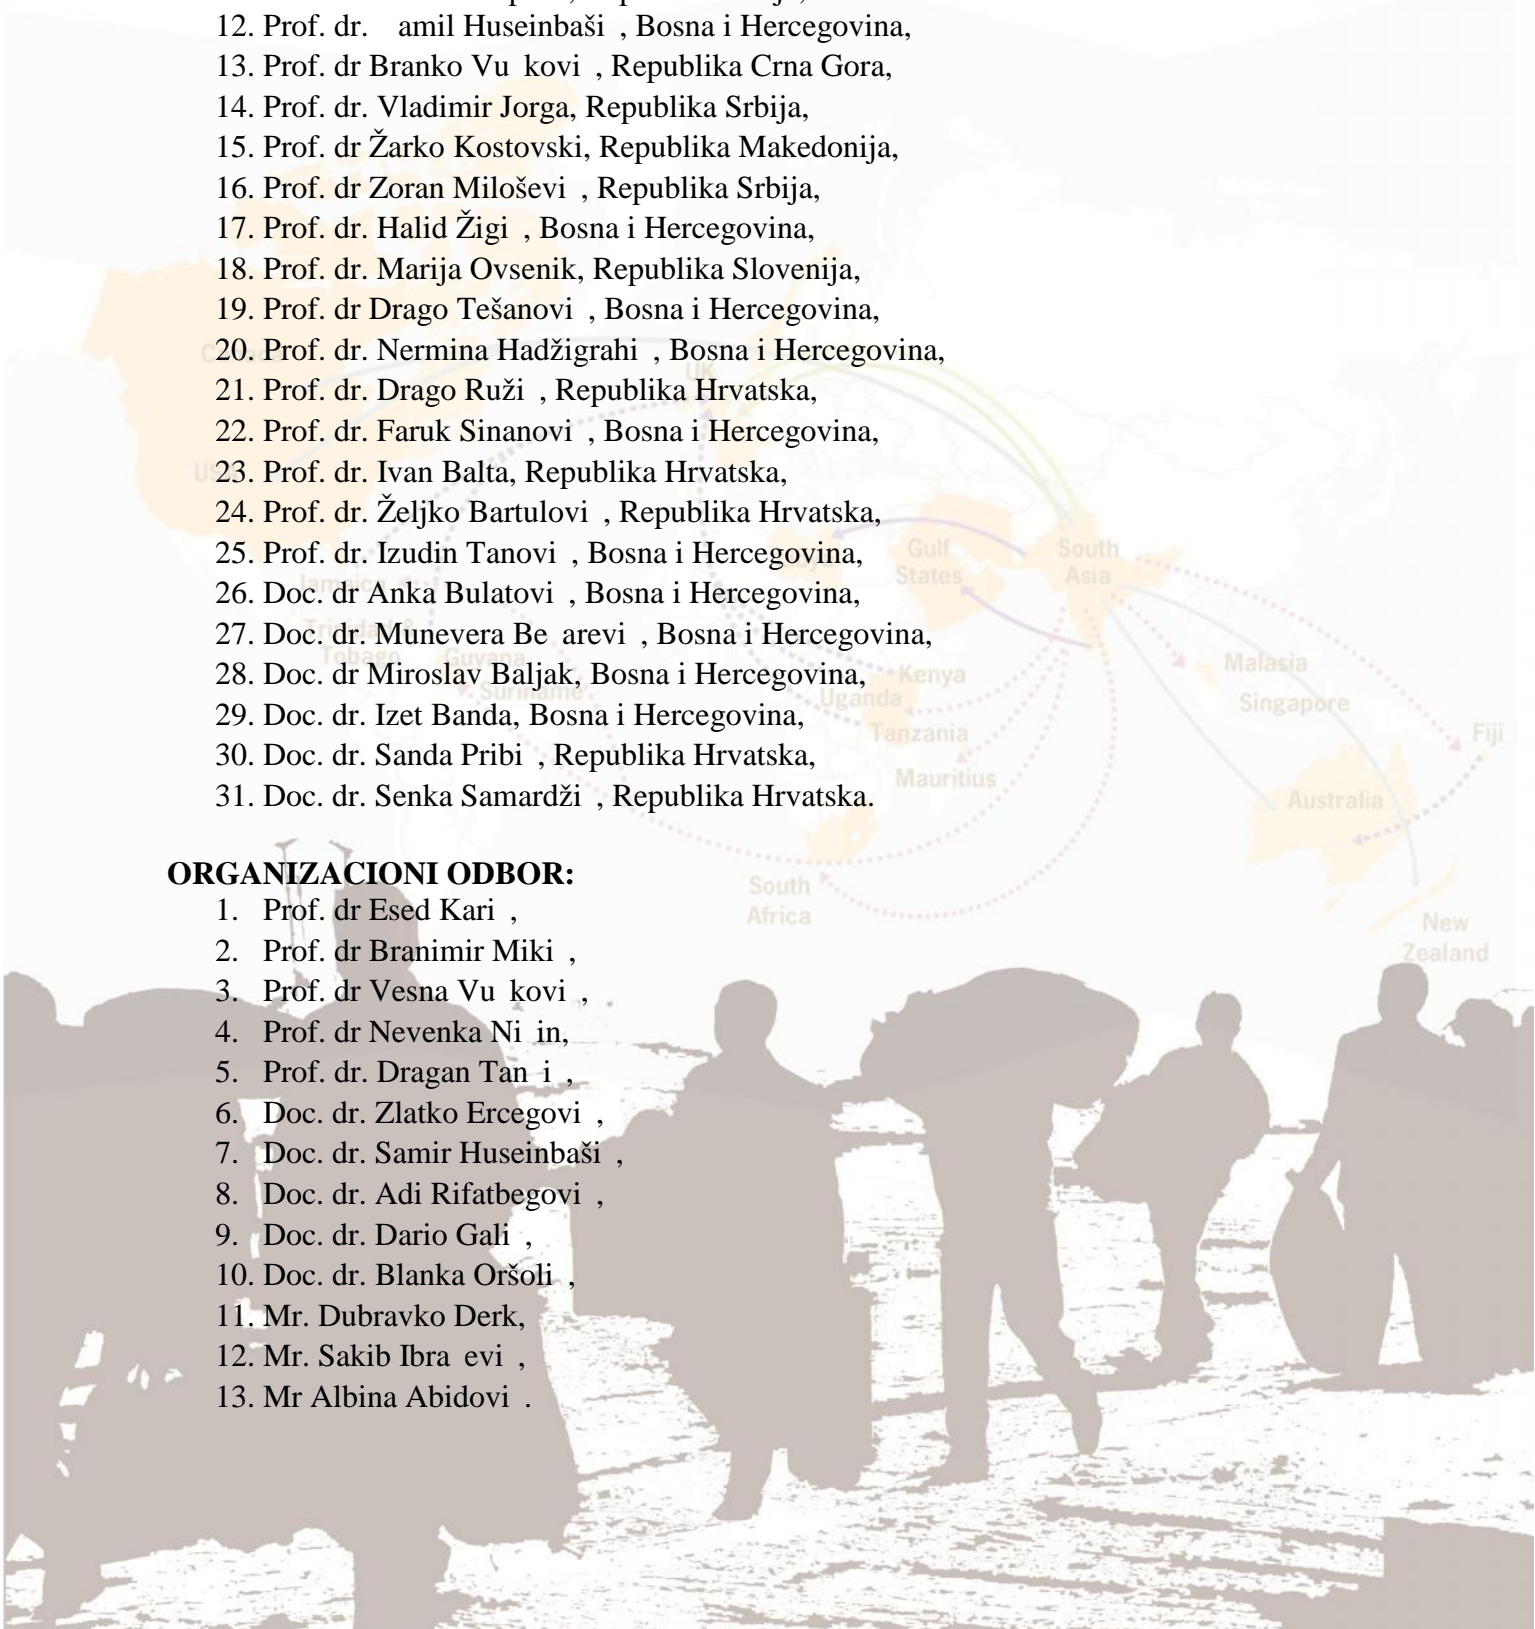 12. Prof. dr. amil Huseinbaši , Bosna i Hercegovina,
13. Prof. dr Branko Vu kovi , Republika Crna Gora,
14. Prof. dr. Vladimir Jorga, Republika Srbija,
15. Prof. dr Žarko Kostovski, Republika Makedonija,
16. Prof. dr Zoran Miloševi , Republika Srbija,
17. Prof. dr. Halid Žigi , Bosna i Hercegovina,
18. Prof. dr. Marija Ovsenik, Republika Slovenija,
19. Prof. dr Drago Tešanovi , Bosna i Hercegovina,
20. Prof. dr. Nermina Hadžigrahi , Bosna i Hercegovina,
21. Prof. dr. Drago Ruži , Republika Hrvatska,
22. Prof. dr. Faruk Sinanovi , Bosna i Hercegovina,
23. Prof. dr. Ivan Balta, Republika Hrvatska,
24. Prof. dr. Željko Bartulovi , Republika Hrvatska,
25. Prof. dr. Izudin Tanovi , Bosna i Hercegovina,
26. Doc. dr Anka Bulatovi , Bosna i Hercegovina,
27. Doc. dr. Munevera Be arevi , Bosna i Hercegovina,
28. Doc. dr Miroslav Baljak, Bosna i Hercegovina,
29. Doc. dr. Izet Banda, Bosna i Hercegovina,
30. Doc. dr. Sanda Pribi , Republika Hrvatska,
31. Doc. dr. Senka Samardži , Republika Hrvatska.
ORGANIZACIONI ODBOR:
1. Prof. dr Esed Kari ,
2. Prof. dr Branimir Miki ,
3. Prof. dr Vesna Vu kovi ,
4. Prof. dr Nevenka Ni in,
5. Prof. dr. Dragan Tan i ,
6. Doc. dr. Zlatko Ercegovi ,
7. Doc. dr. Samir Huseinbaši ,
8. Doc. dr. Adi Rifatbegovi ,
9. Doc. dr. Dario Gali ,
10. Doc. dr. Blanka Oršoli ,
11. Mr. Dubravko Derk,
12. Mr. Sakib Ibra evi ,
13. Mr Albina Abidovi .
UK
Gulf
States
South
Asia
Jamaica
Trinidad &
Tobago
Guyana
Suriname
Kenya
Uganda
Tanzania
Mauritius
Malasia
Singapore
Fiji
Australia
South
Africa
New
Zealand